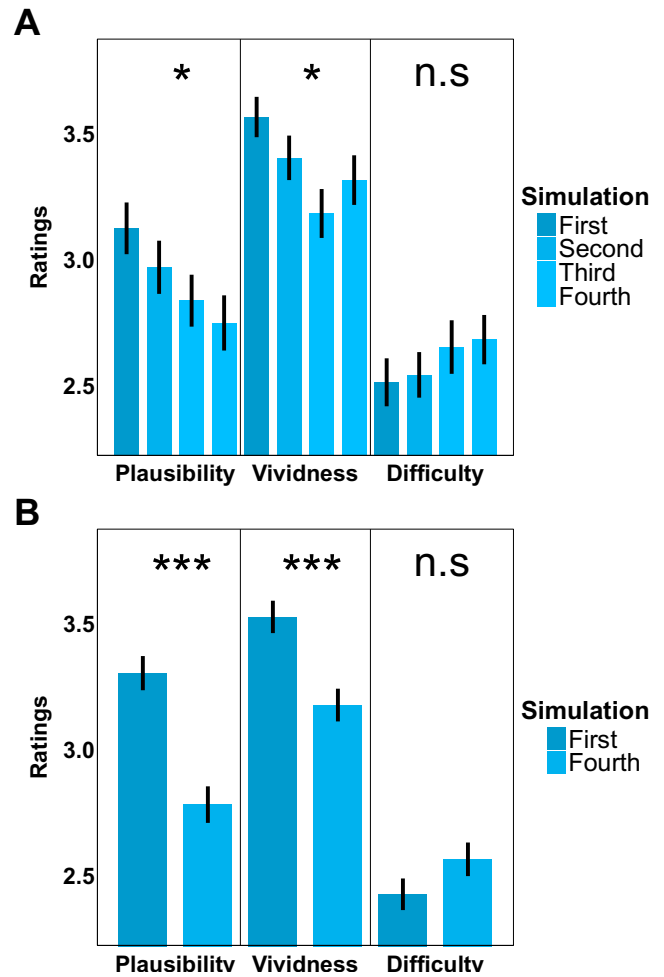 A
* * n.s
3.5
3.0
2.5
Ratings
Plausibility Vividness Difficulty
Simulation
First
Second
Third
Fourth
B
*** *** n.s
3.5
3.0
2.5
Ratings
Plausibility Vividness Difficulty
Simulation
First
Fourth